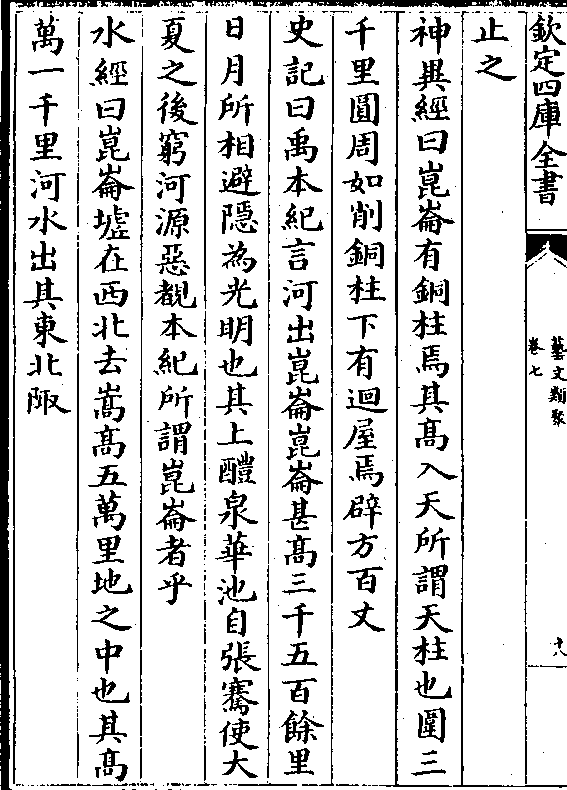 欽定四庫全書
藝文類聚
卷七
十八
止之
神異經曰崑崙有銅柱焉其髙入天所謂天柱也圍三
千里圓周如削銅柱下有迴屋焉辟方百丈
史記曰禹本紀言河出崑崙崑崙甚髙三千五百餘里
日月所相避隱為光明也其上醴泉華池自張騫使大
夏之後窮河源惡覩本紀所謂崑崙者乎
水經曰崑崙墟在西北去嵩髙五萬里地之中也其髙
萬一千里河水出其東北陬